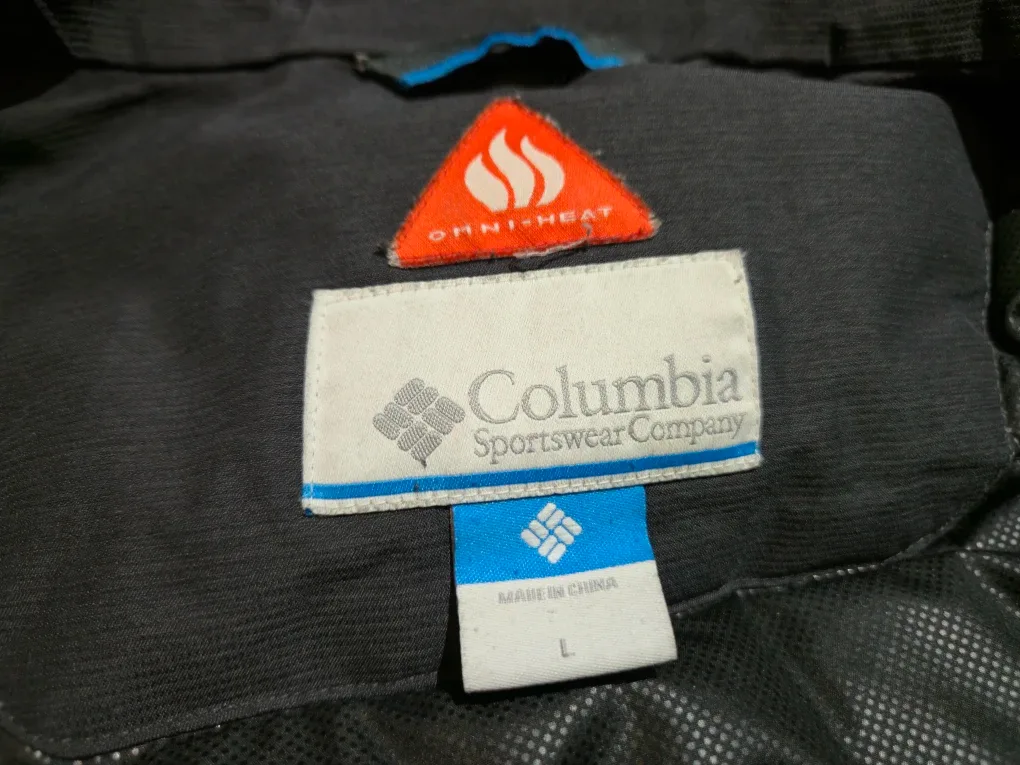 OMNI-HEAT
Columbia
Sportswear Company
MADE IN CHINA
L